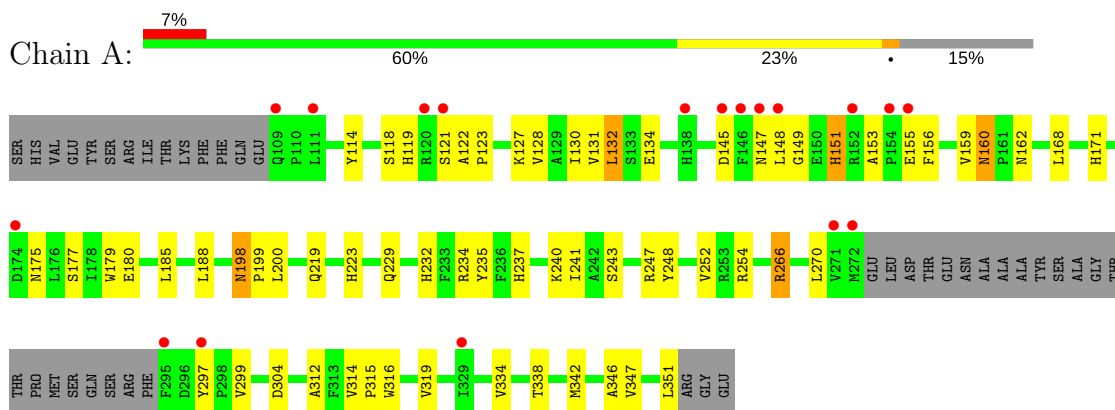 7%
Chain A:
60% 23% • 15%
SER HIS VAL GLU TYR SER ARG ILE THR LYS PHE PHE GLN GLU Q109 P110 L111 Y114 S118 H119 R120 S121 A122 P123 K127 V128 A129 I130 V131 L132 S133 E134 H138 D145 F146 N147 L148 G149 E150 H151 R152 A153 P154 E155 F156 V159 N160 P161 N162 L168 H171
D174 N175 L176 S177 I178 W179 E180 L185 L188 N198 P199 L200 Q219 H223 Q229 H232 F233 R234 Y235 F236 H237 K240 I241 A242 S243 R247 Y248 V252 R253 R254 R266 L270 V271 M272 GLU LEU ASP THR GLU ASN ALA ALA ALA TYR SER ALA GLY THR
THR PRO MET SER GLN SER ARG PHE F295 D296 Y297 P298 V299 D304 A312 F313 V314 P315 W316 V319 I329 V334 T338 M342 A346 V347 L351 ARG GLY GLU